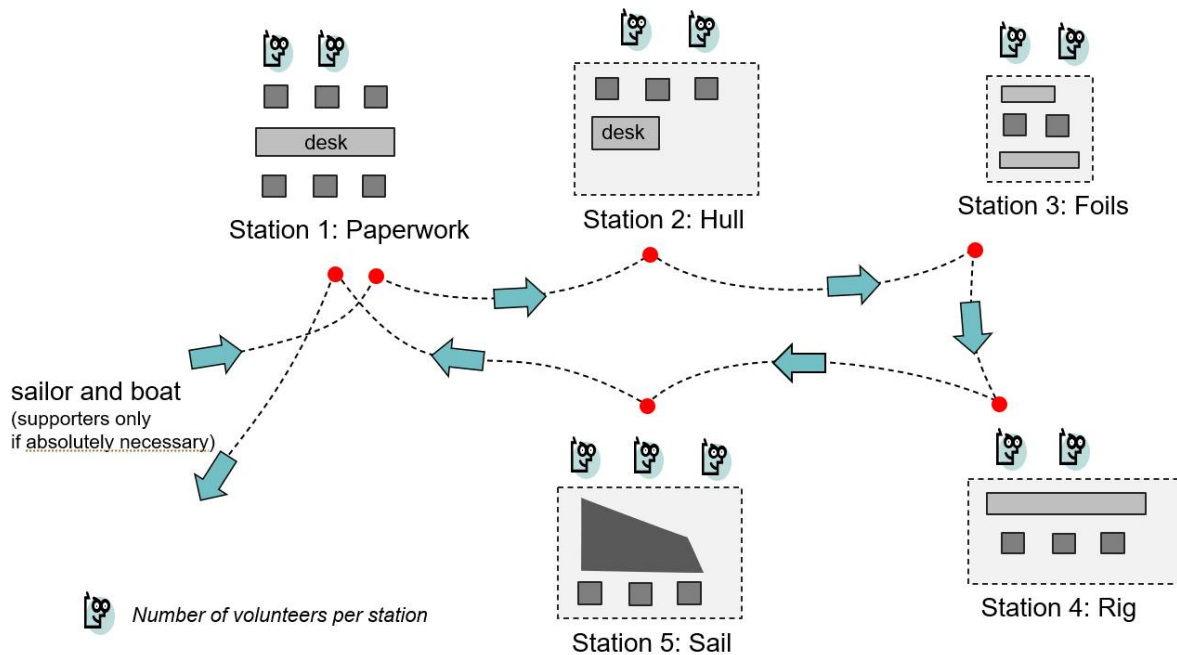 desk
Station 1: Paperwork
desk
Station 2: Hull
Station 3: Foils
sailor and boat
(supporters only
if absolutely necessary)
Station 4: Rig
Station 5: Sail
Number of volunteers per station